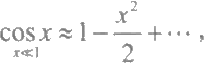 cos x ≈ 1 − x²/2 + ⋯ ,
x≪1